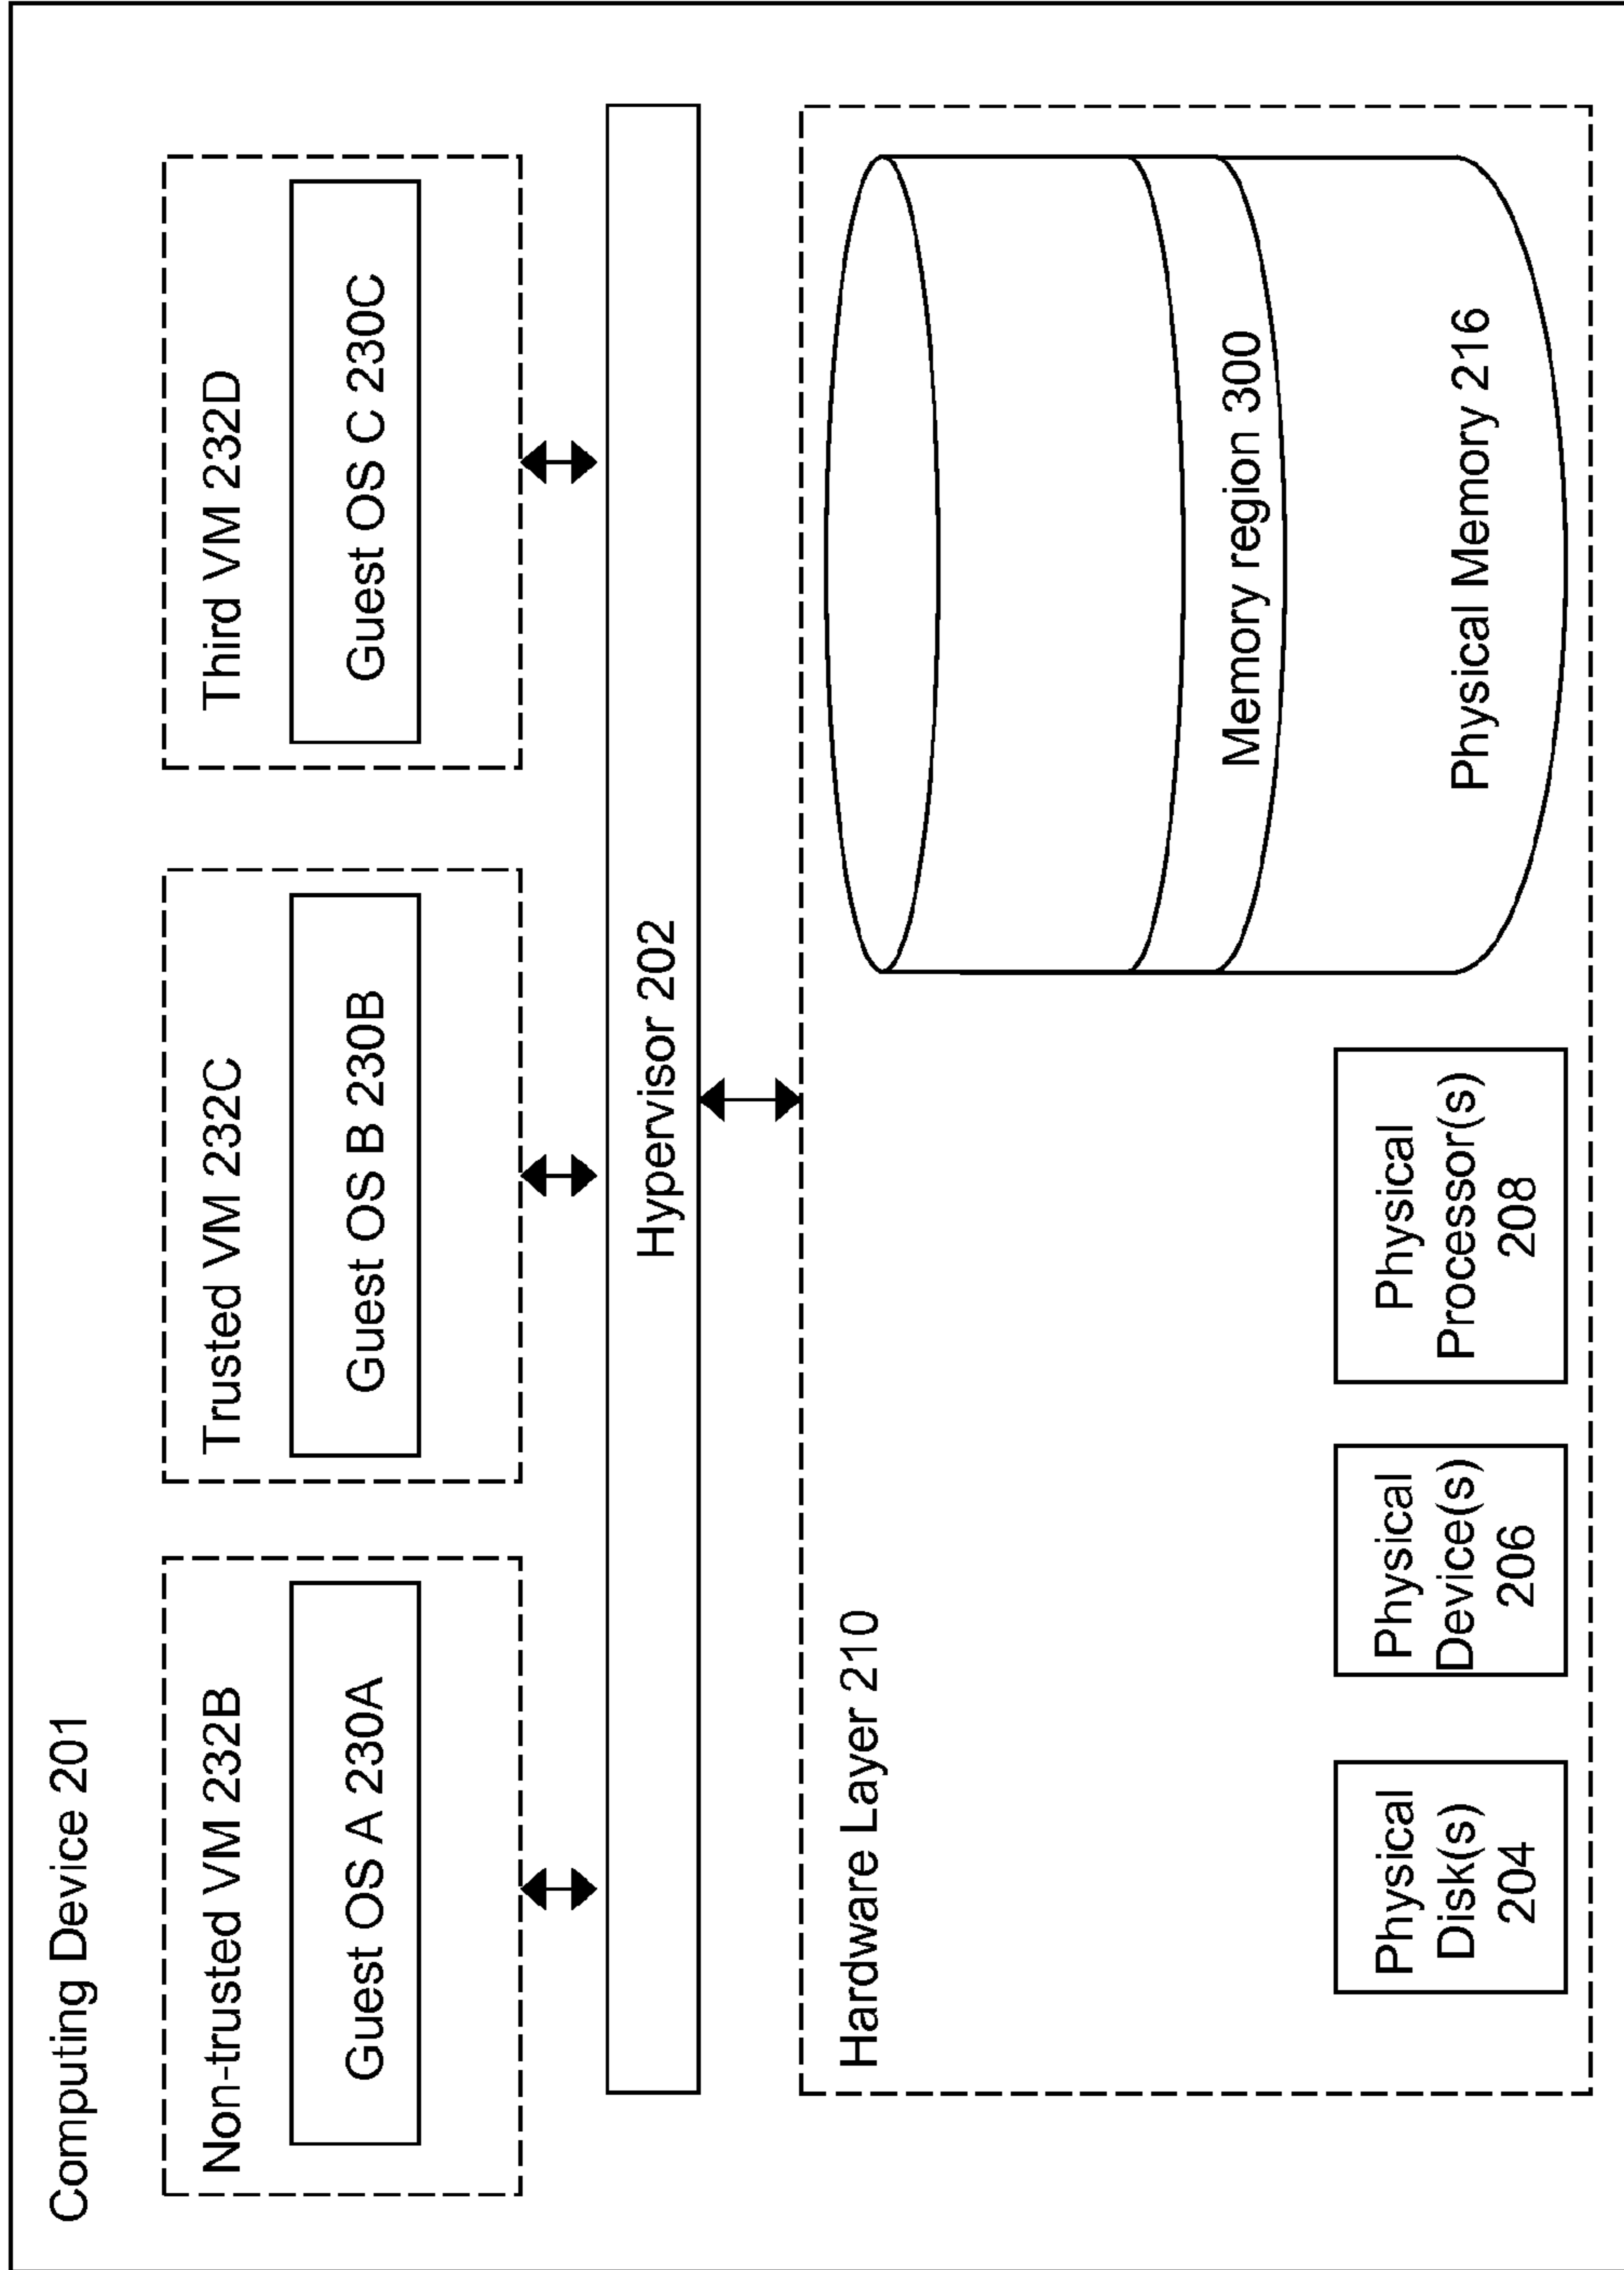 Computing Device 201
Non-trusted VM 232B
Guest OS A 230A
Trusted VM 232C
Guest OS B 230B
Third VM 232D
Guest OS C 230C
Hypervisor 202
Hardware Layer 210
Physical
Disk(s)
204
Physical
Device(s)
206
Physical
Processor(s)
208
Memory region 300
Physical Memory 216